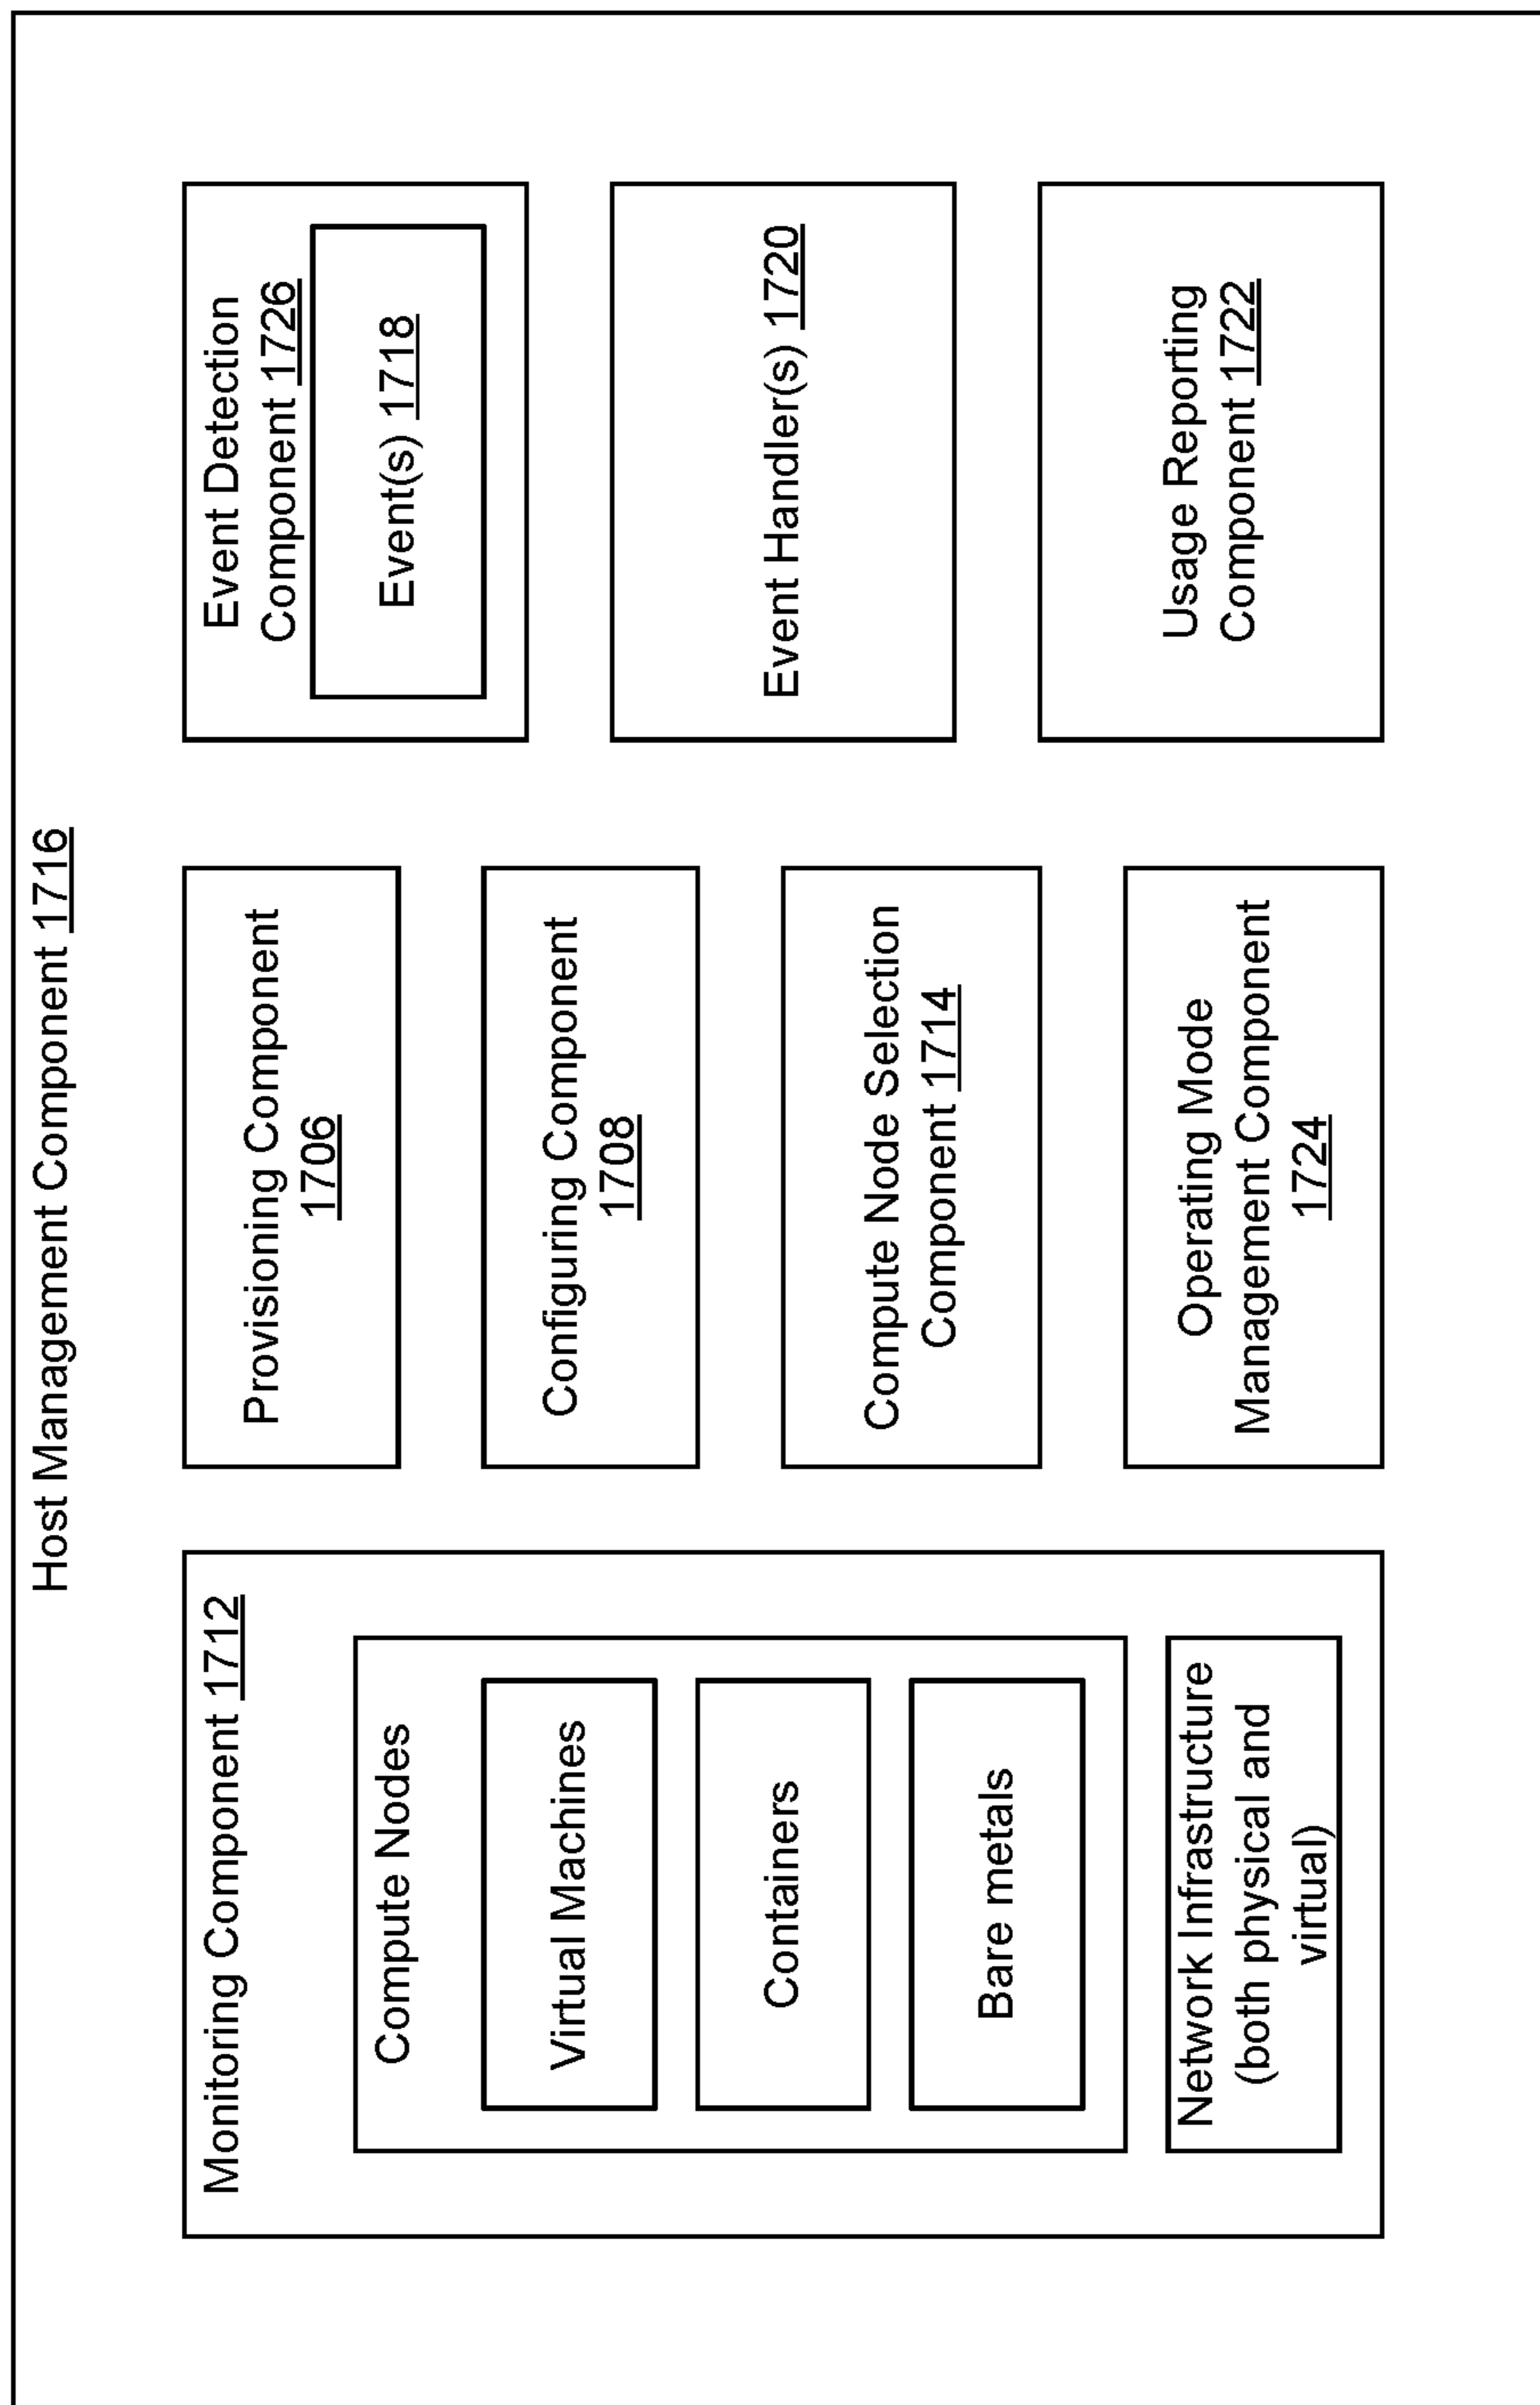 Host Management Component 1716
Monitoring Component 1712
Compute Nodes
Virtual Machines
Containers
Bare metals
Network Infrastructure
(both physical and
virtual)
Provisioning Component
1706
Configuring Component
1708
Compute Node Selection
Component 1714
Operating Mode
Management Component
1724
Event Detection
Component 1726
Event(s) 1718
Event Handler(s) 1720
Usage Reporting
Component 1722